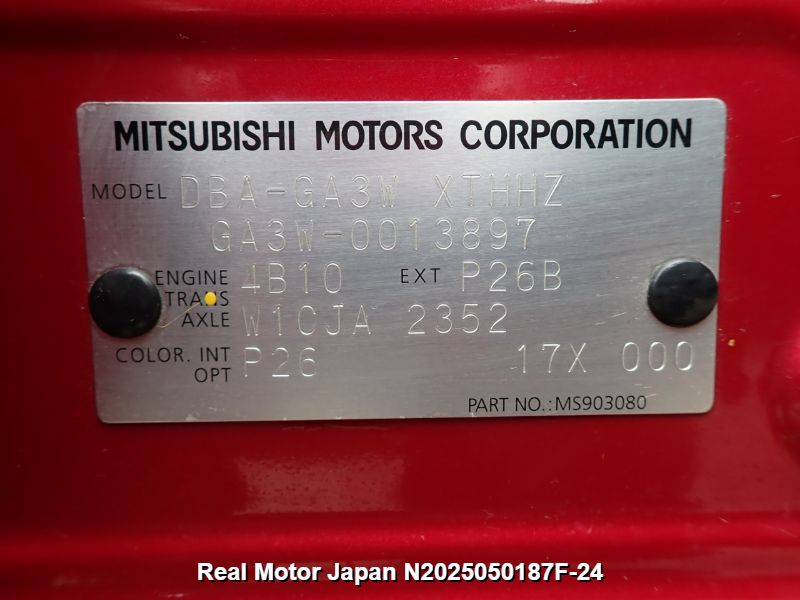 MITSUBISHI MOTORS CORPORATION
MODEL DBA-GA3W XTHHZ
GA3W-0013897
ENGINE 4B10 EXT P26B
TRANS
AXLE W1CJA 2352
COLOR. INT P26 17X 000
OPT
PART NO.:MS903080
Real Motor Japan N2025050187F-24